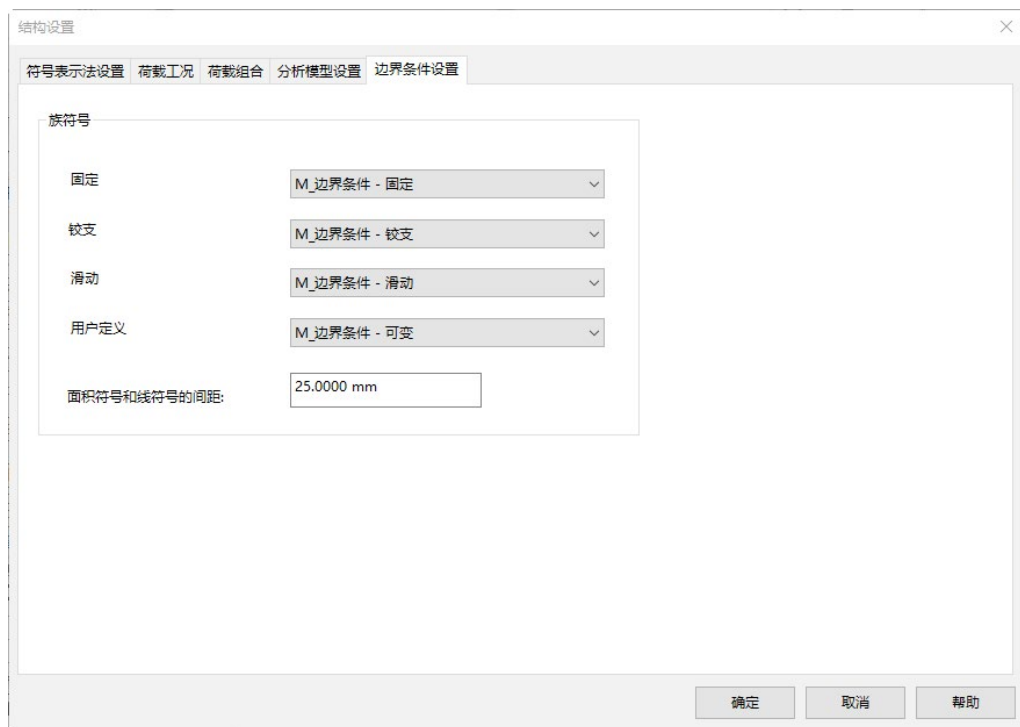 结构设置
符号表示法设置 荷载工况 荷载组合 分析模型设置 边界条件设置
族符号
固定 M_边界条件 - 固定
铰支 M_边界条件 - 铰支
滑动 M_边界条件 - 滑动
用户定义 M_边界条件 - 可变
面积符号和线符号的间距: 25.0000 mm
确定 取消 帮助